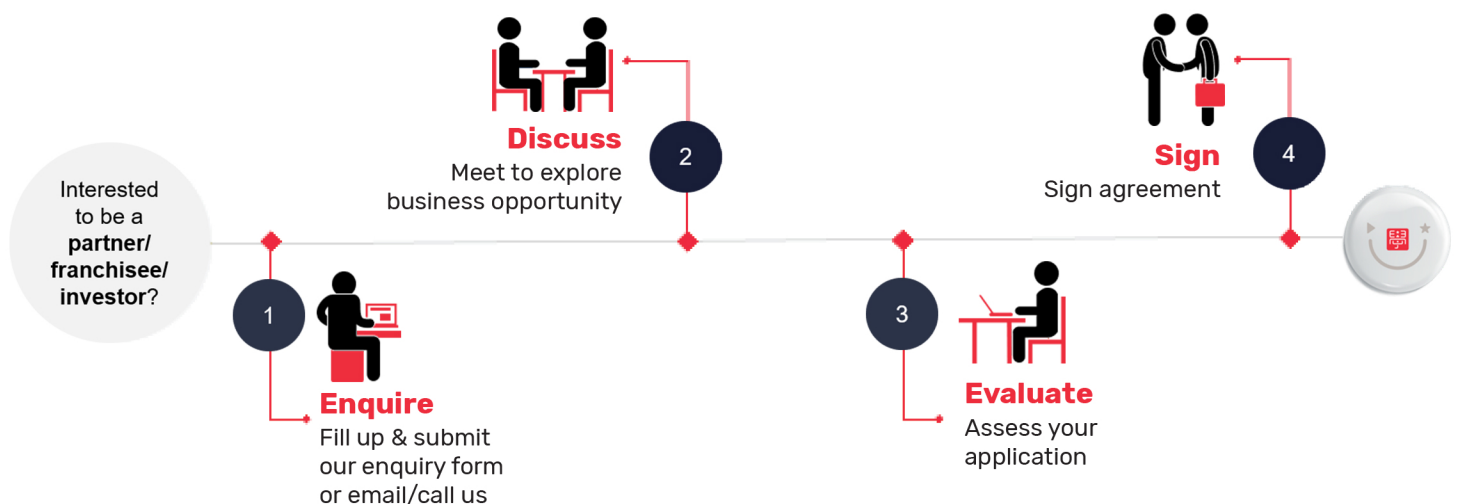 Interested
to be a
partner/
franchisee/
investor?
1
Enquire
Fill up & submit
our enquiry form
or email/call us
2
Discuss
Meet to explore
business opportunity
3
Evaluate
Assess your
application
4
Sign
Sign agreement